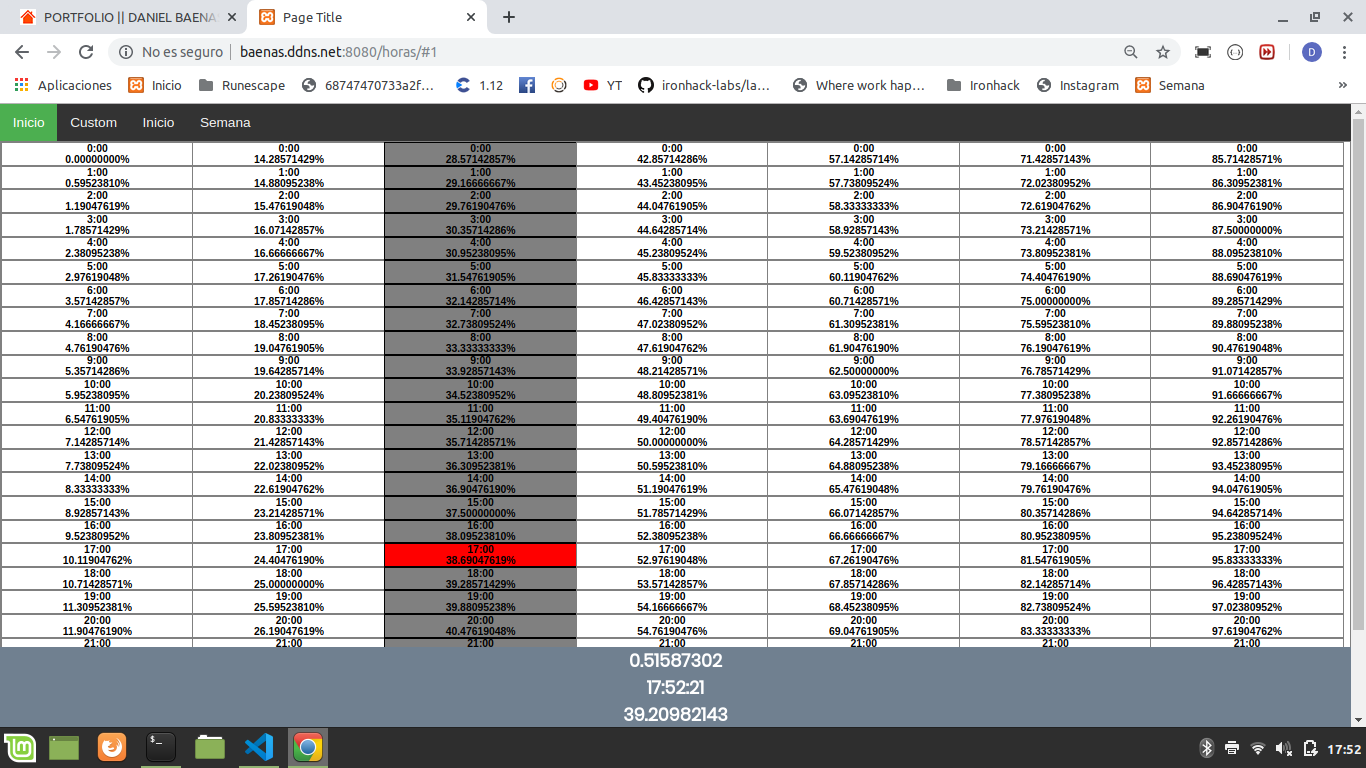 PORTFOLIO || DANIEL BAENA
Page Title
No es seguro
baenas.ddns.net:8080/horas/#1
D
Aplicaciones
Inicio
Runescape
68747470733a2f…
1.12
YT
ironhack-labs/la…
Where work hap…
Ironhack
Instagram
Semana
»
Inicio Custom Inicio Semana
0:00 0:00 0:00 0:00 0:00 0:00 0:00
0.00000000% 14.28571429% 28.57142857% 42.85714286% 57.14285714% 71.42857143% 85.71428571%
1:00 1:00 1:00 1:00 1:00 1:00 1:00
0.59523810% 14.88095238% 29.16666667% 43.45238095% 57.73809524% 72.02380952% 86.30952381%
2:00 2:00 2:00 2:00 2:00 2:00 2:00
1.19047619% 15.47619048% 29.76190476% 44.04761905% 58.33333333% 72.61904762% 86.90476190%
3:00 3:00 3:00 3:00 3:00 3:00 3:00
1.78571429% 16.07142857% 30.35714286% 44.64285714% 58.92857143% 73.21428571% 87.50000000%
4:00 4:00 4:00 4:00 4:00 4:00 4:00
2.38095238% 16.66666667% 30.95238095% 45.23809524% 59.52380952% 73.80952381% 88.09523810%
5:00 5:00 5:00 5:00 5:00 5:00 5:00
2.97619048% 17.26190476% 31.54761905% 45.83333333% 60.11904762% 74.40476190% 88.69047619%
6:00 6:00 6:00 6:00 6:00 6:00 6:00
3.57142857% 17.85714286% 32.14285714% 46.42857143% 60.71428571% 75.00000000% 89.28571429%
7:00 7:00 7:00 7:00 7:00 7:00 7:00
4.16666667% 18.45238095% 32.73809524% 47.02380952% 61.30952381% 75.59523810% 89.88095238%
8:00 8:00 8:00 8:00 8:00 8:00 8:00
4.76190476% 19.04761905% 33.33333333% 47.61904762% 61.90476190% 76.19047619% 90.47619048%
9:00 9:00 9:00 9:00 9:00 9:00 9:00
5.35714286% 19.64285714% 33.92857143% 48.21428571% 62.50000000% 76.78571429% 91.07142857%
10:00 10:00 10:00 10:00 10:00 10:00 10:00
5.95238095% 20.23809524% 34.52380952% 48.80952381% 63.09523810% 77.38095238% 91.66666667%
11:00 11:00 11:00 11:00 11:00 11:00 11:00
6.54761905% 20.83333333% 35.11904762% 49.40476190% 63.69047619% 77.97619048% 92.26190476%
12:00 12:00 12:00 12:00 12:00 12:00 12:00
7.14285714% 21.42857143% 35.71428571% 50.00000000% 64.28571429% 78.57142857% 92.85714286%
13:00 13:00 13:00 13:00 13:00 13:00 13:00
7.73809524% 22.02380952% 36.30952381% 50.59523810% 64.88095238% 79.16666667% 93.45238095%
14:00 14:00 14:00 14:00 14:00 14:00 14:00
8.33333333% 22.61904762% 36.90476190% 51.19047619% 65.47619048% 79.76190476% 94.04761905%
15:00 15:00 15:00 15:00 15:00 15:00 15:00
8.92857143% 23.21428571% 37.50000000% 51.78571429% 66.07142857% 80.35714286% 94.64285714%
16:00 16:00 16:00 16:00 16:00 16:00 16:00
9.52380952% 23.80952381% 38.09523810% 52.38095238% 66.66666667% 80.95238095% 95.23809524%
17:00 17:00 17:00 17:00 17:00 17:00 17:00
10.11904762% 24.40476190% 38.69047619% 52.97619048% 67.26190476% 81.54761905% 95.83333333%
18:00 18:00 18:00 18:00 18:00 18:00 18:00
10.71428571% 25.00000000% 39.28571429% 53.57142857% 67.85714286% 82.14285714% 96.42857143%
19:00 19:00 19:00 19:00 19:00 19:00 19:00
11.30952381% 25.59523810% 39.88095238% 54.16666667% 68.45238095% 82.73809524% 97.02380952%
20:00 20:00 20:00 20:00 20:00 20:00 20:00
11.90476190% 26.19047619% 40.47619048% 54.76190476% 69.04761905% 83.33333333% 97.61904762%
21:00 21:00 21:00 21:00 21:00 21:00 21:00
0.51587302
17:52:21
39.20982143
17:52